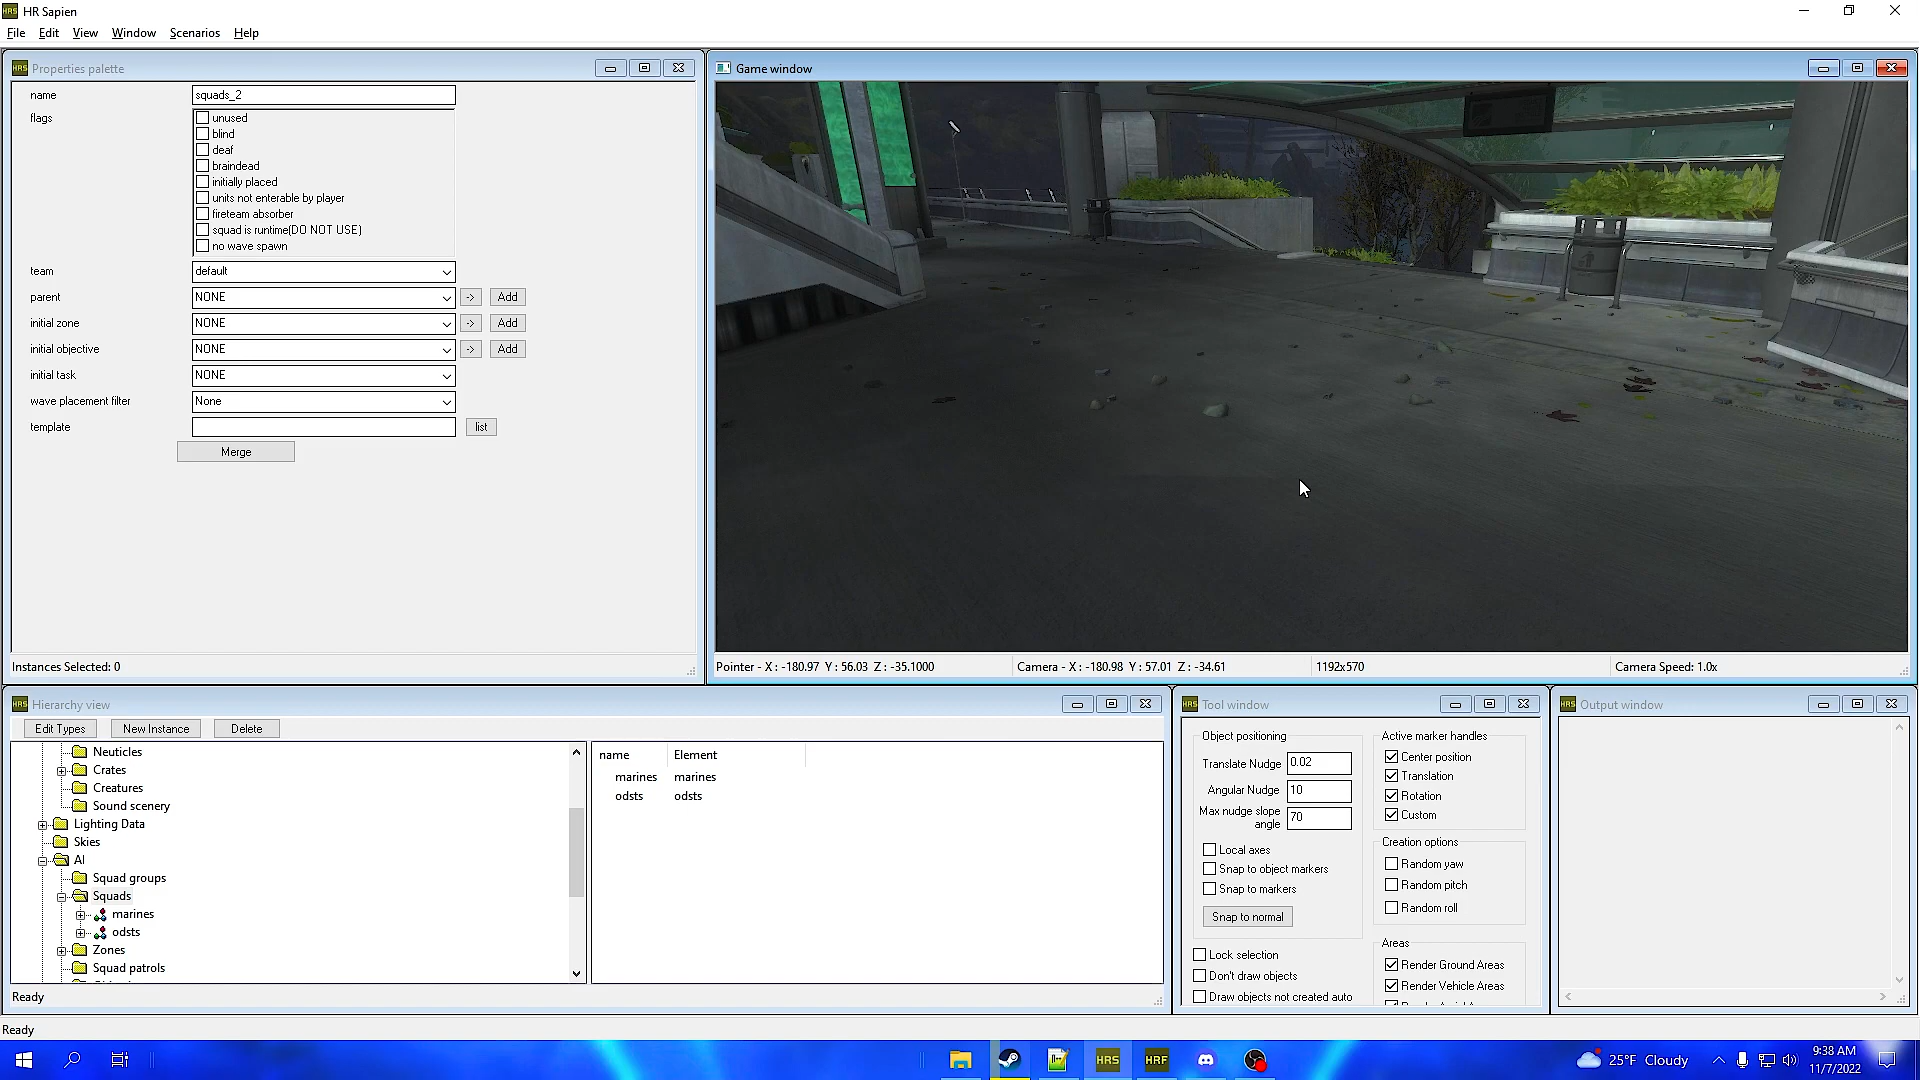 HRS HR Sapien
File Edit View Window Scenarios Help
HRS Properties palette
name squads_2
flags unused
blind
deaf
braindead
initially placed
units not enterable by player
fireteam absorber
squad is runtime(DO NOT USE)
no wave spawn
team default
parent NONE -> Add
initial zone NONE -> Add
initial objective NONE -> Add
initial task NONE
wave placement filter None
template list
Merge
Instances Selected: 0
Game window
Pointer - X : -180.97 Y : 56.03 Z : -35.1000 Camera - X : -180.98 Y : 57.01 Z : -34.61 1192x570 Camera Speed: 1.0x
HRS Hierarchy view
Edit Types New Instance Delete
Neuticles
Crates
Creatures
Sound scenery
Lighting Data
Skies
AI
Squad groups
Squads
marines
odsts
Zones
Squad patrols
name Element
marines marines
odsts odsts
Ready
HRS Tool window
Object positioning
Translate Nudge 0.02
Angular Nudge 10
Max nudge slope angle 70
Local axes
Snap to object markers
Snap to markers
Snap to normal
Lock selection
Don't draw objects
Draw objects not created auto
Active marker handles
Center position
Translation
Rotation
Custom
Creation options
Random yaw
Random pitch
Random roll
Areas
Render Ground Areas
Render Vehicle Areas
HRS Output window
Ready
HRS HRF
25°F Cloudy
9:38 AM
11/7/2022